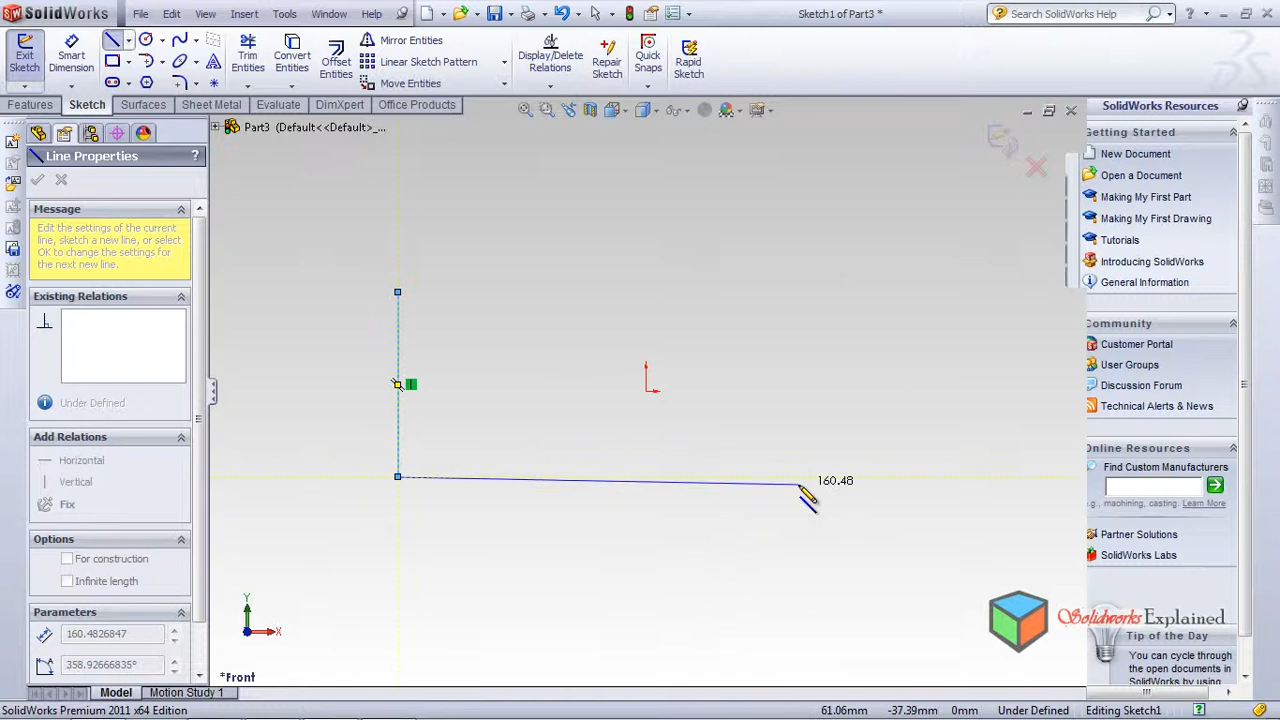 SolidWorks
File Edit View Insert Tools Window Help
Sketch1 of Part3 *
Search SolidWorks Help
Exit Sketch
Smart Dimension
Trim Entities
Convert Entities
Offset Entities
Mirror Entities
Linear Sketch Pattern
Move Entities
Display/Delete Relations
Repair Sketch
Quick Snaps
Rapid Sketch
Features Sketch Surfaces Sheet Metal Evaluate DimXpert Office Products
SolidWorks Resources
Part3 (Default<<Default>_...
Line Properties ?
Message
Edit the settings of the current
line, sketch a new line, or select
OK to change the settings for
the next new line.
Existing Relations
Under Defined
Add Relations
Horizontal
Vertical
Fix
Options
For construction
Infinite length
Parameters
160.4826847
358.92666835°
160.48
Y
X
*Front
Getting Started
New Document
Open a Document
Making My First Part
Making My First Drawing
Tutorials
Introducing SolidWorks
General Information
Community
Customer Portal
User Groups
Discussion Forum
Technical Alerts & News
Online Resources
Find Custom Manufacturers
e.g., machining, casting. Learn More
Partner Solutions
SolidWorks Labs
Solidworks Explained
Tip of the Day
You can cycle through
the open documents in
SolidWorks by using
Model Motion Study 1
SolidWorks Premium 2011 x64 Edition
61.06mm -37.39mm 0mm Under Defined Editing Sketch1